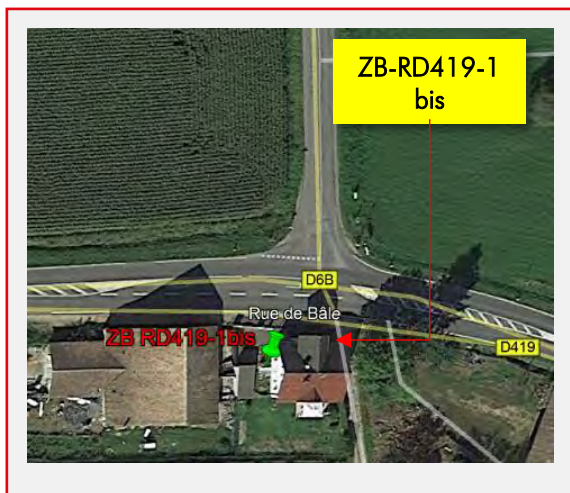 ZB-RD419-1
bis
D6B
Rue de Bâle
ZB RD419-1bis
D419